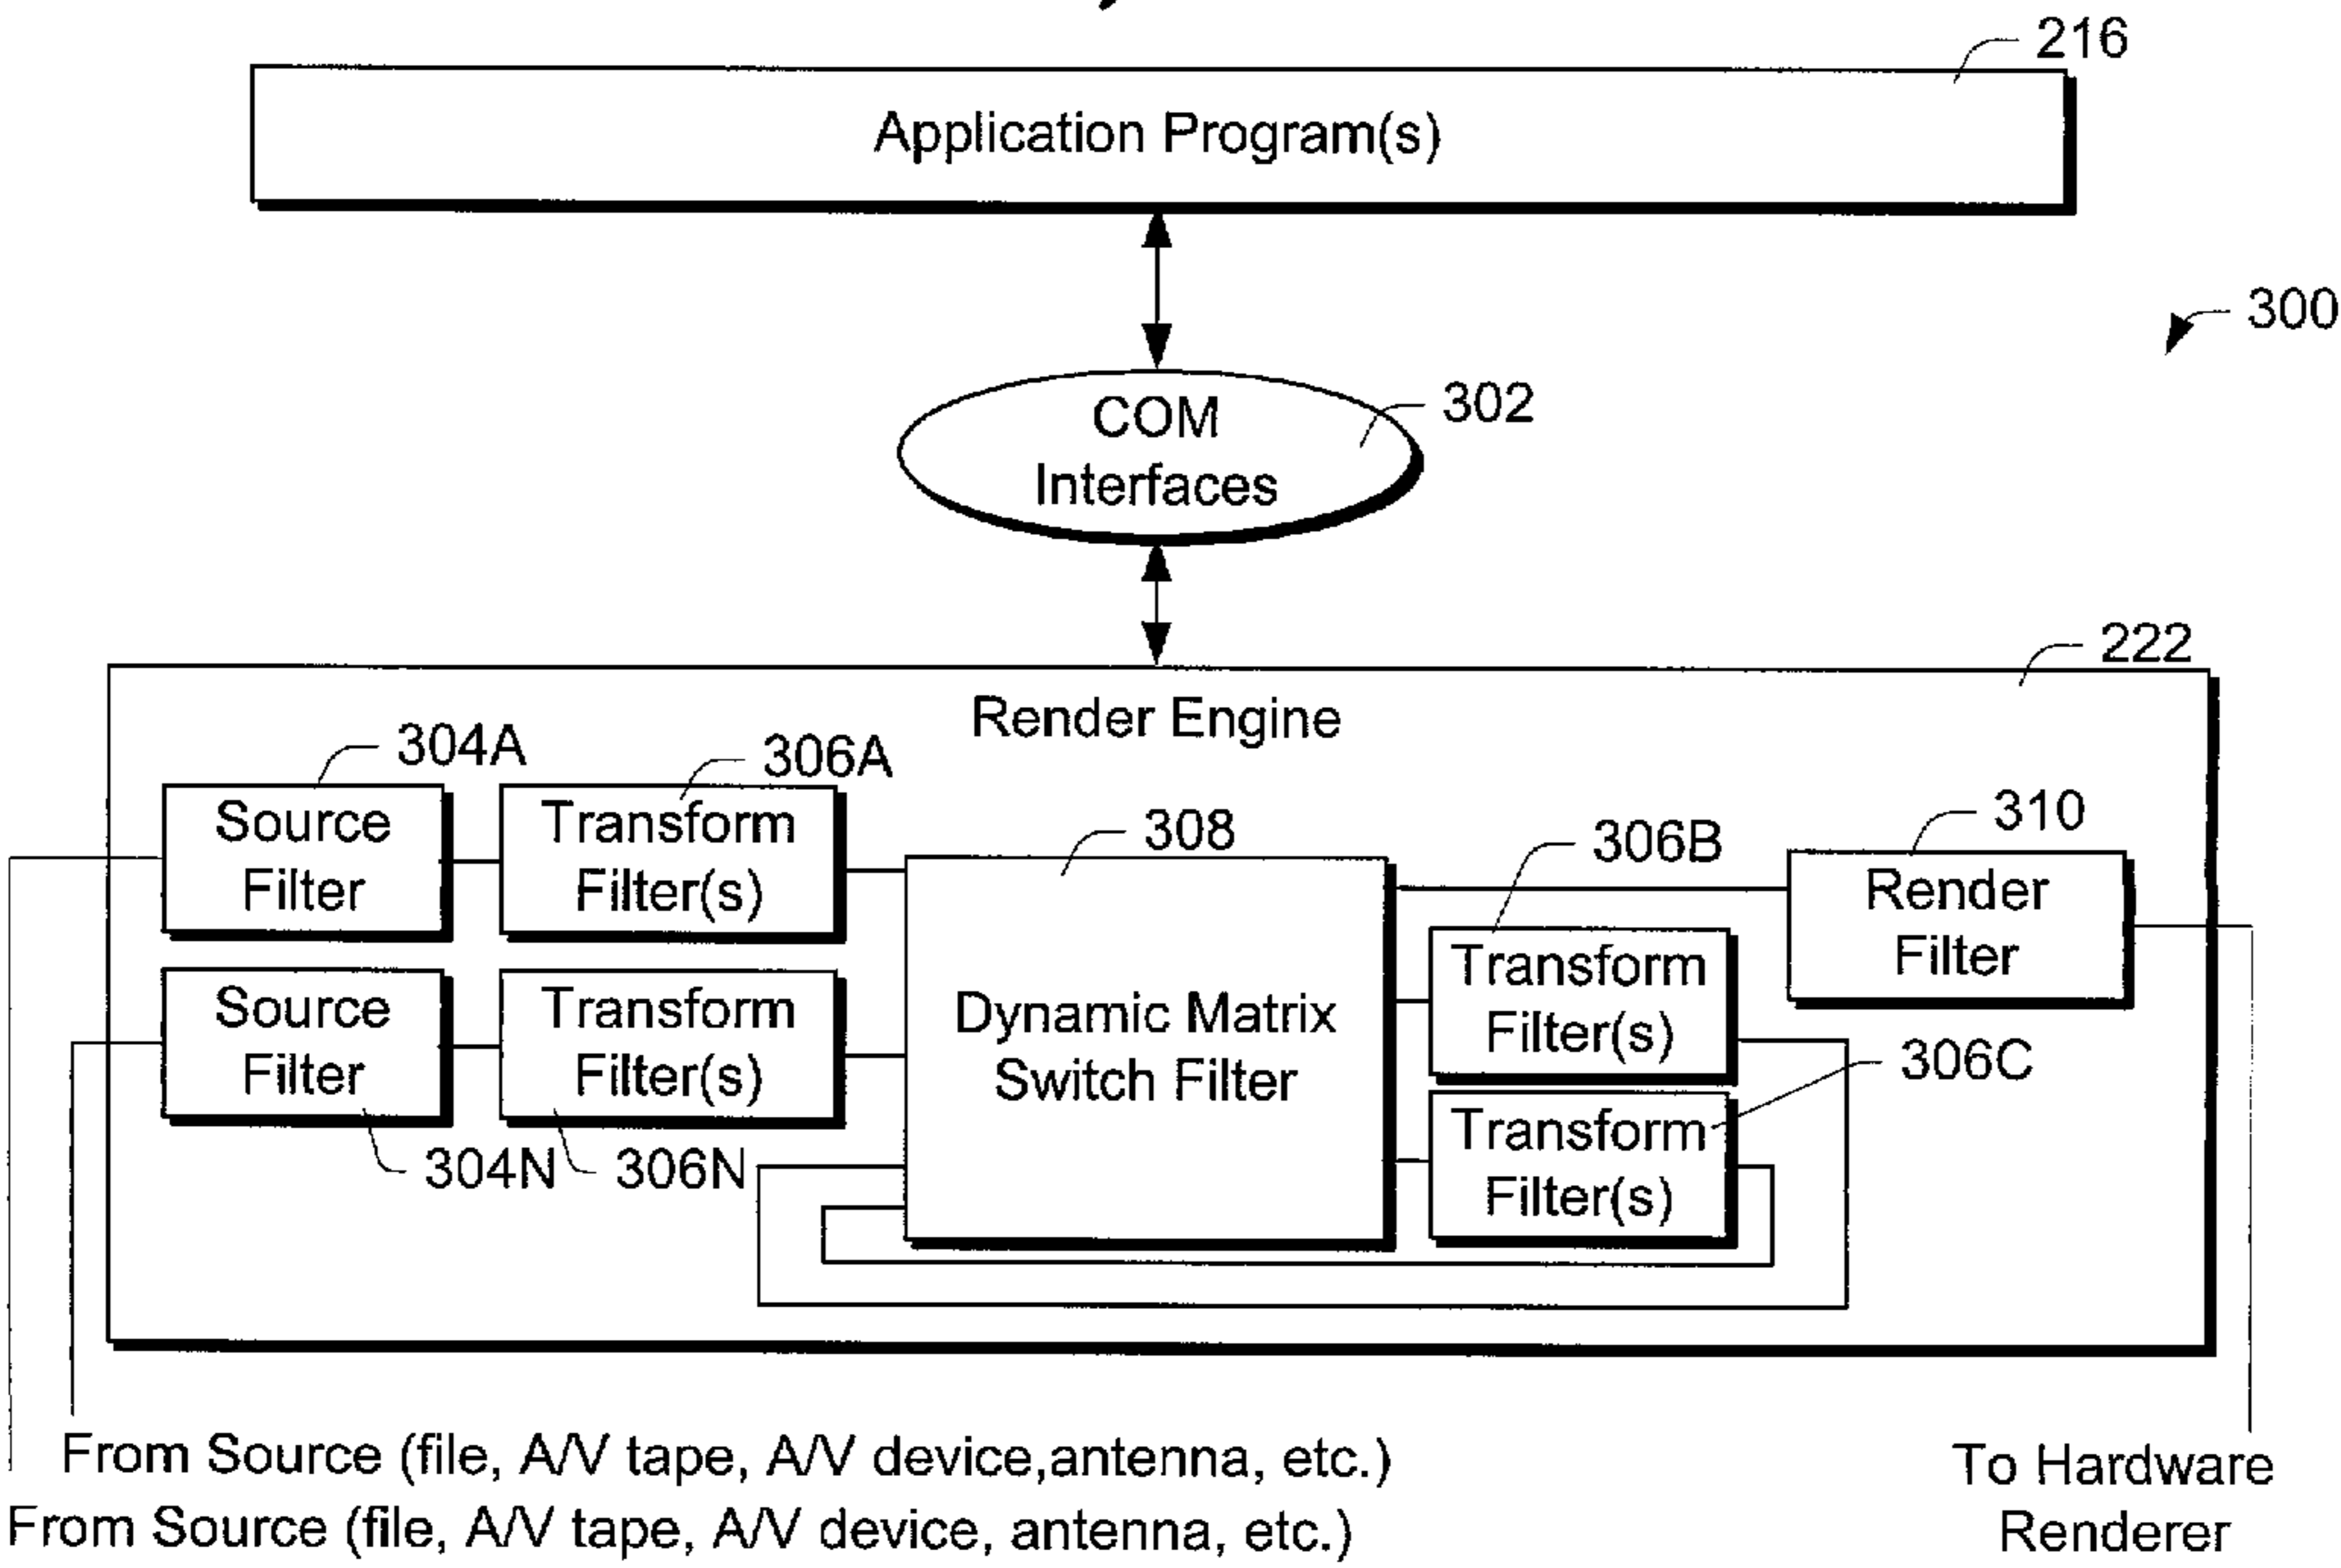 216
Application Program(s)
300
COM
Interfaces
302
222
Render Engine
304A
306A
308
306B
310
Source
Filter
Transform
Filter(s)
Render
Filter
Source
Filter
Transform
Filter(s)
Dynamic Matrix
Switch Filter
Transform
Filter(s)
306C
Transform
Filter(s)
304N
306N
From Source (file, A/V tape, A/V device,antenna, etc.)
From Source (file, A/V tape, A/V device, antenna, etc.)
To Hardware
Renderer